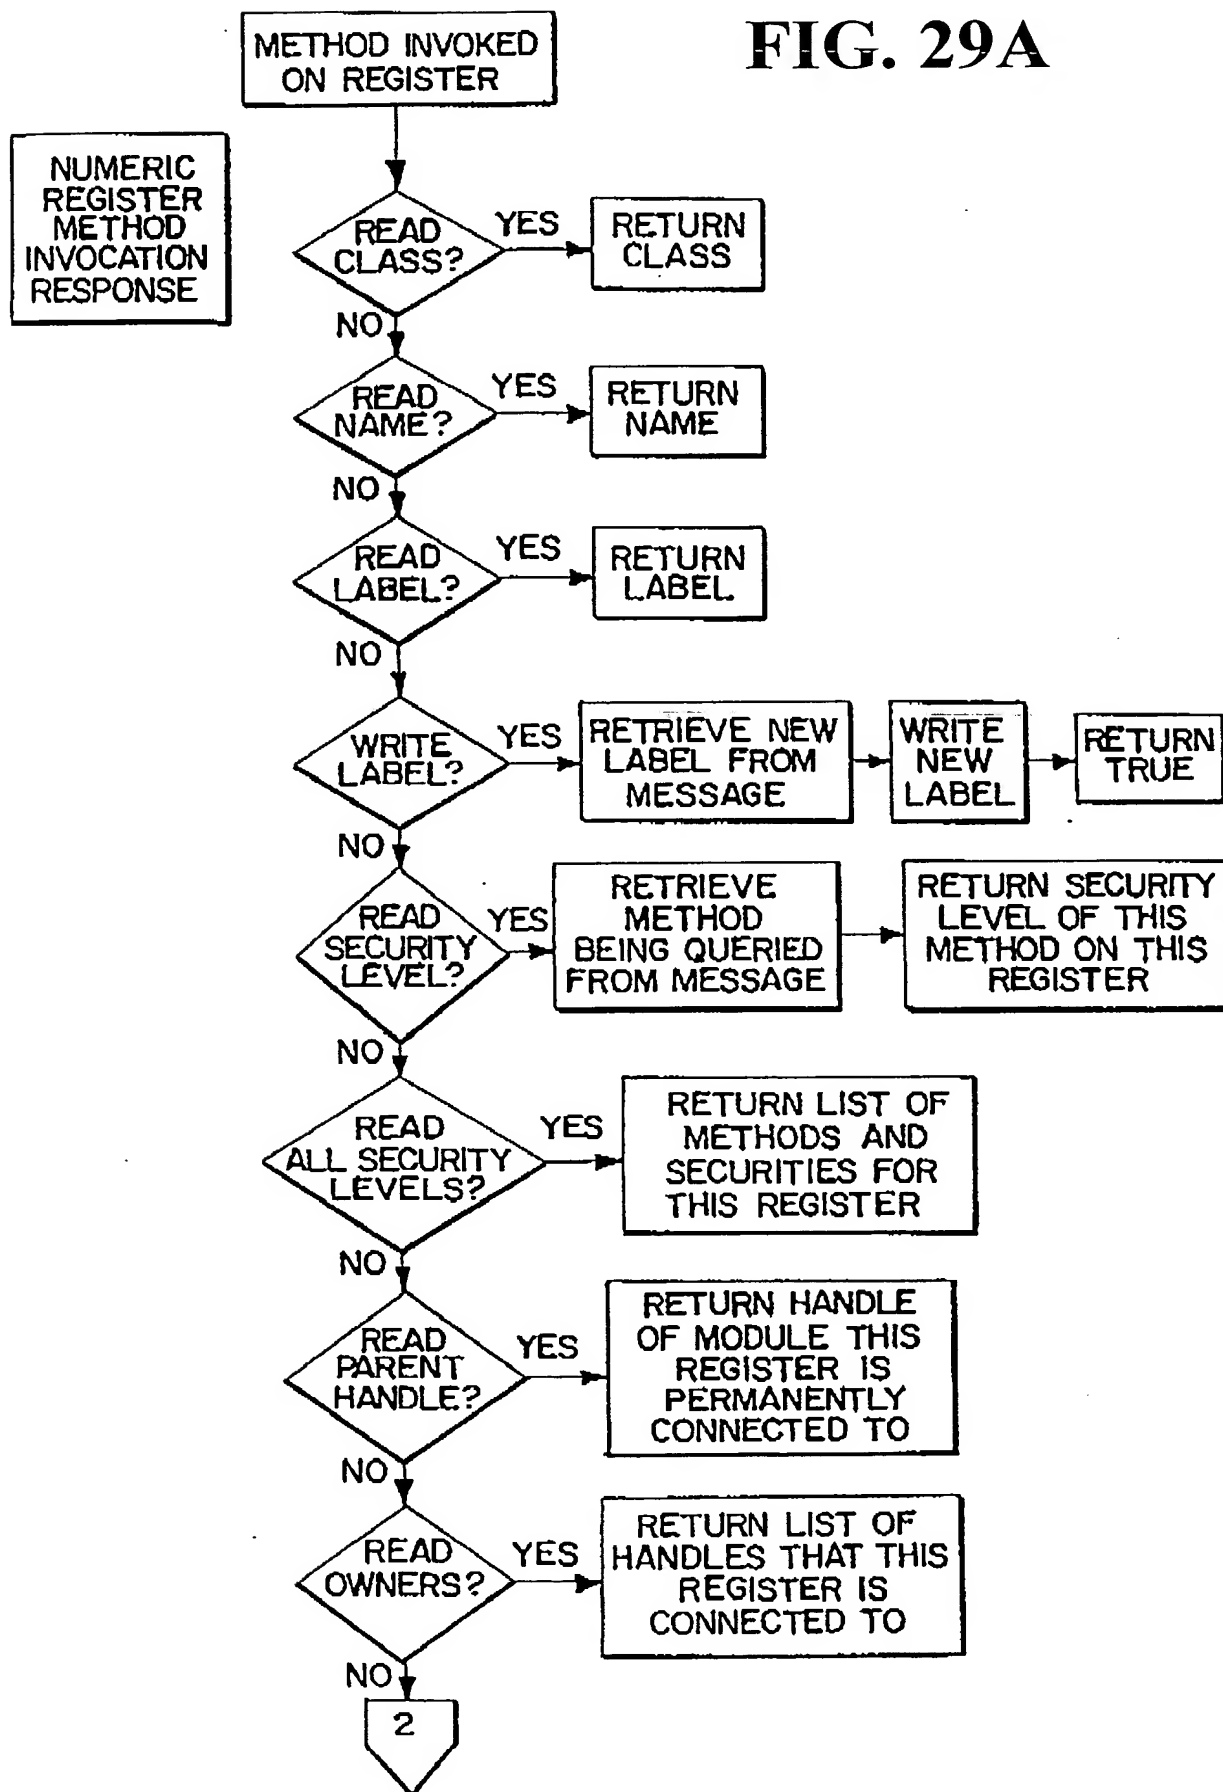 FIG. 29A
METHOD INVOKED
ON REGISTER
NUMERIC
REGISTER
METHOD
INVOCATION
RESPONSE
READ
CLASS?
YES
RETURN
CLASS
NO
READ
NAME?
YES
RETURN
NAME
NO
READ
LABEL?
YES
RETURN
LABEL
NO
WRITE
LABEL?
YES
RETRIEVE NEW
LABEL FROM
MESSAGE
WRITE
NEW
LABEL
RETURN
TRUE
NO
READ
SECURITY
LEVEL?
YES
RETRIEVE
METHOD
BEING QUERIED
FROM MESSAGE
RETURN SECURITY
LEVEL OF THIS
METHOD ON THIS
REGISTER
NO
READ
ALL SECURITY
LEVELS?
YES
RETURN LIST OF
METHODS AND
SECURITIES FOR
THIS REGISTER
NO
READ
PARENT
HANDLE?
YES
RETURN HANDLE
OF MODULE THIS
REGISTER IS
PERMANENTLY
CONNECTED TO
NO
READ
OWNERS?
YES
RETURN LIST OF
HANDLES THAT THIS
REGISTER IS
CONNECTED TO
NO
2